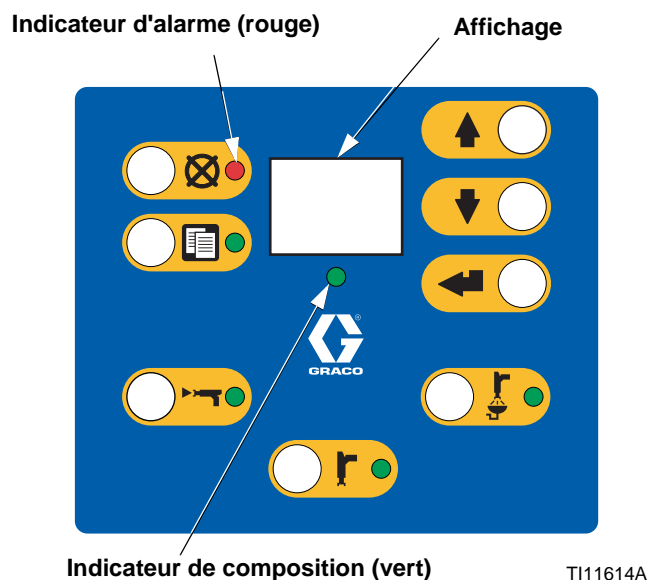 Indicateur d'alarme (rouge)
Affichage
®
GRACO
Indicateur de composition (vert)
TI11614A